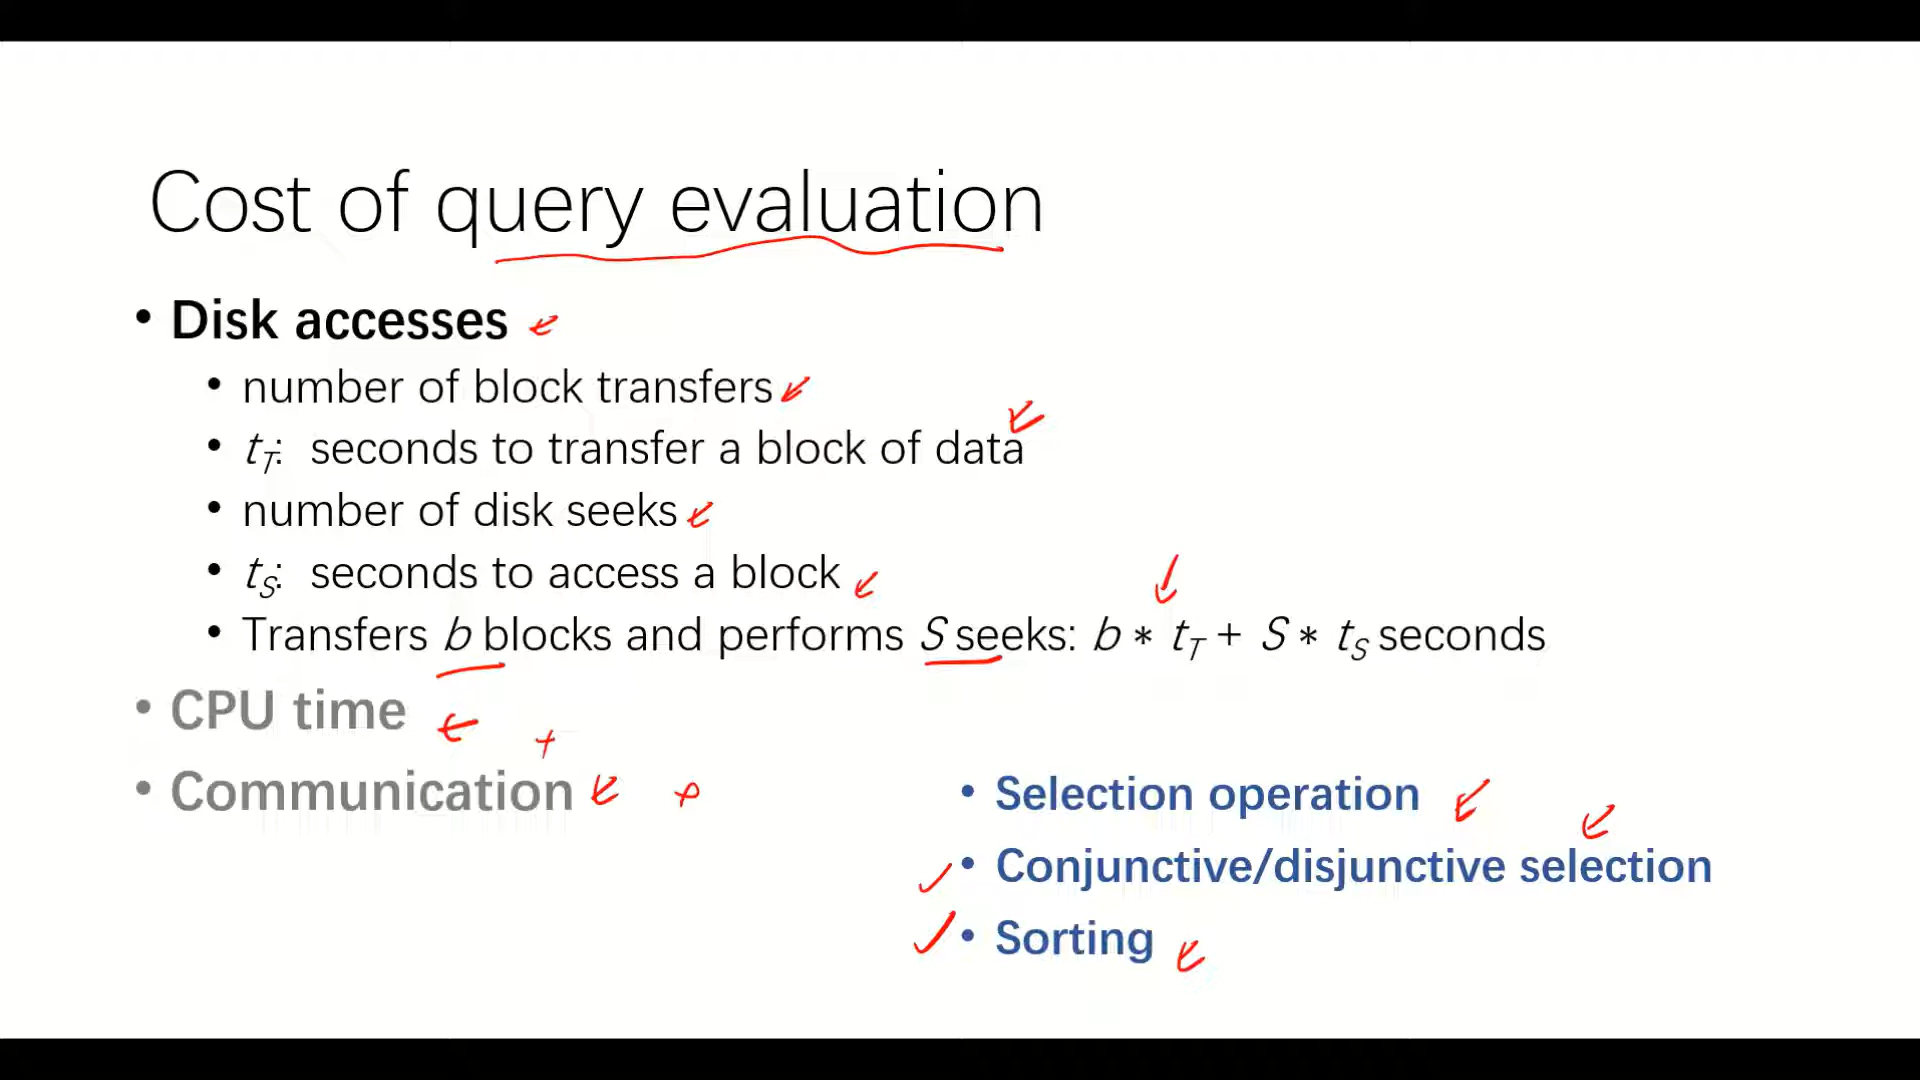 Cost of query evaluation
• Disk accesses
• number of block transfers
• t_T: seconds to transfer a block of data
• number of disk seeks
• t_S: seconds to access a block
• Transfers b blocks and performs S seeks: b * t_T + S * t_S seconds
• CPU time
• Communication
• Selection operation
• Conjunctive/disjunctive selection
• Sorting